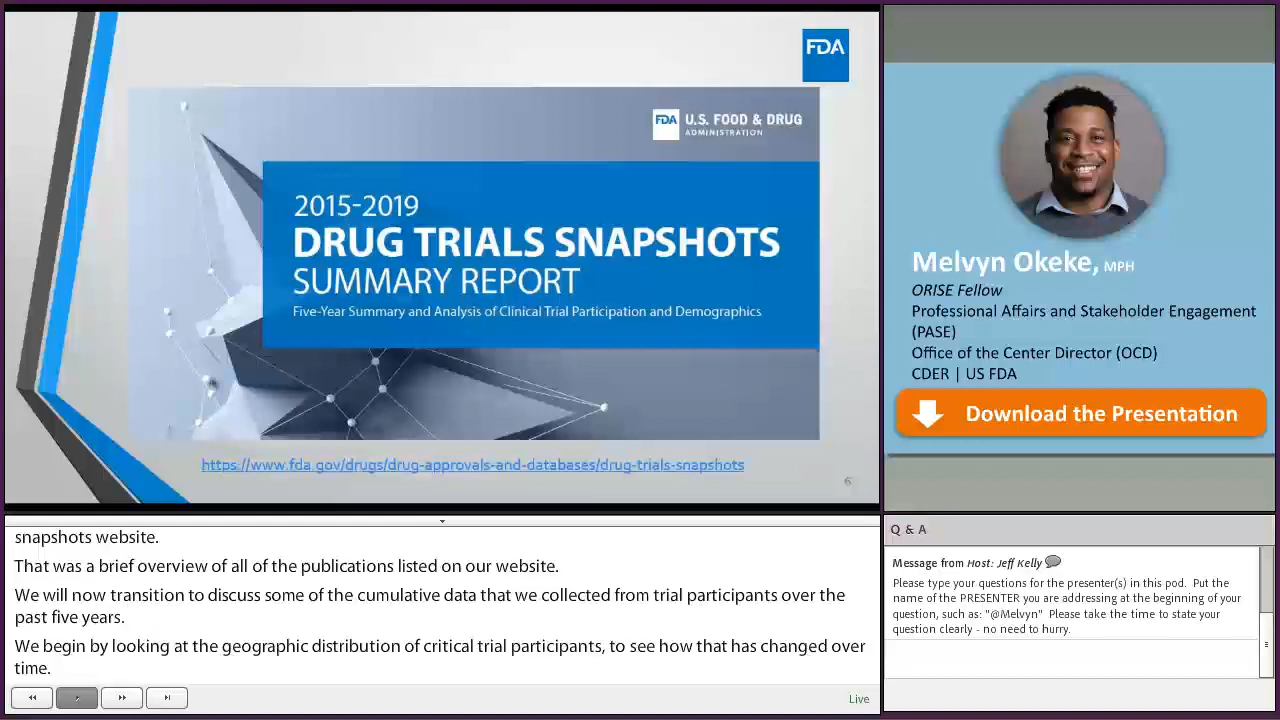 FDA
FDA U.S. FOOD & DRUG
ADMINISTRATION
2015-2019
DRUG TRIALS SNAPSHOTS
SUMMARY REPORT
Five-Year Summary and Analysis of Clinical Trial Participation and Demographics
https://www.fda.gov/drugs/drug-approvals-and-databases/drug-trials-snapshots
6
Melvyn Okeke, MPH
ORISE Fellow
Professional Affairs and Stakeholder Engagement
(PASE)
Office of the Center Director (OCD)
CDER | US FDA
Download the Presentation
snapshots website.
That was a brief overview of all of the publications listed on our website.
We will now transition to discuss some of the cumulative data that we collected from trial participants over the
past five years.
We begin by looking at the geographic distribution of critical trial participants, to see how that has changed over
time.
Live
Q & A
Message from Host: Jeff Kelly
Please type your questions for the presenter(s) in this pod. Put the
name of the PRESENTER you are addressing at the beginning of your
question, such as: "@Melvyn" Please take the time to state your
question clearly - no need to hurry.